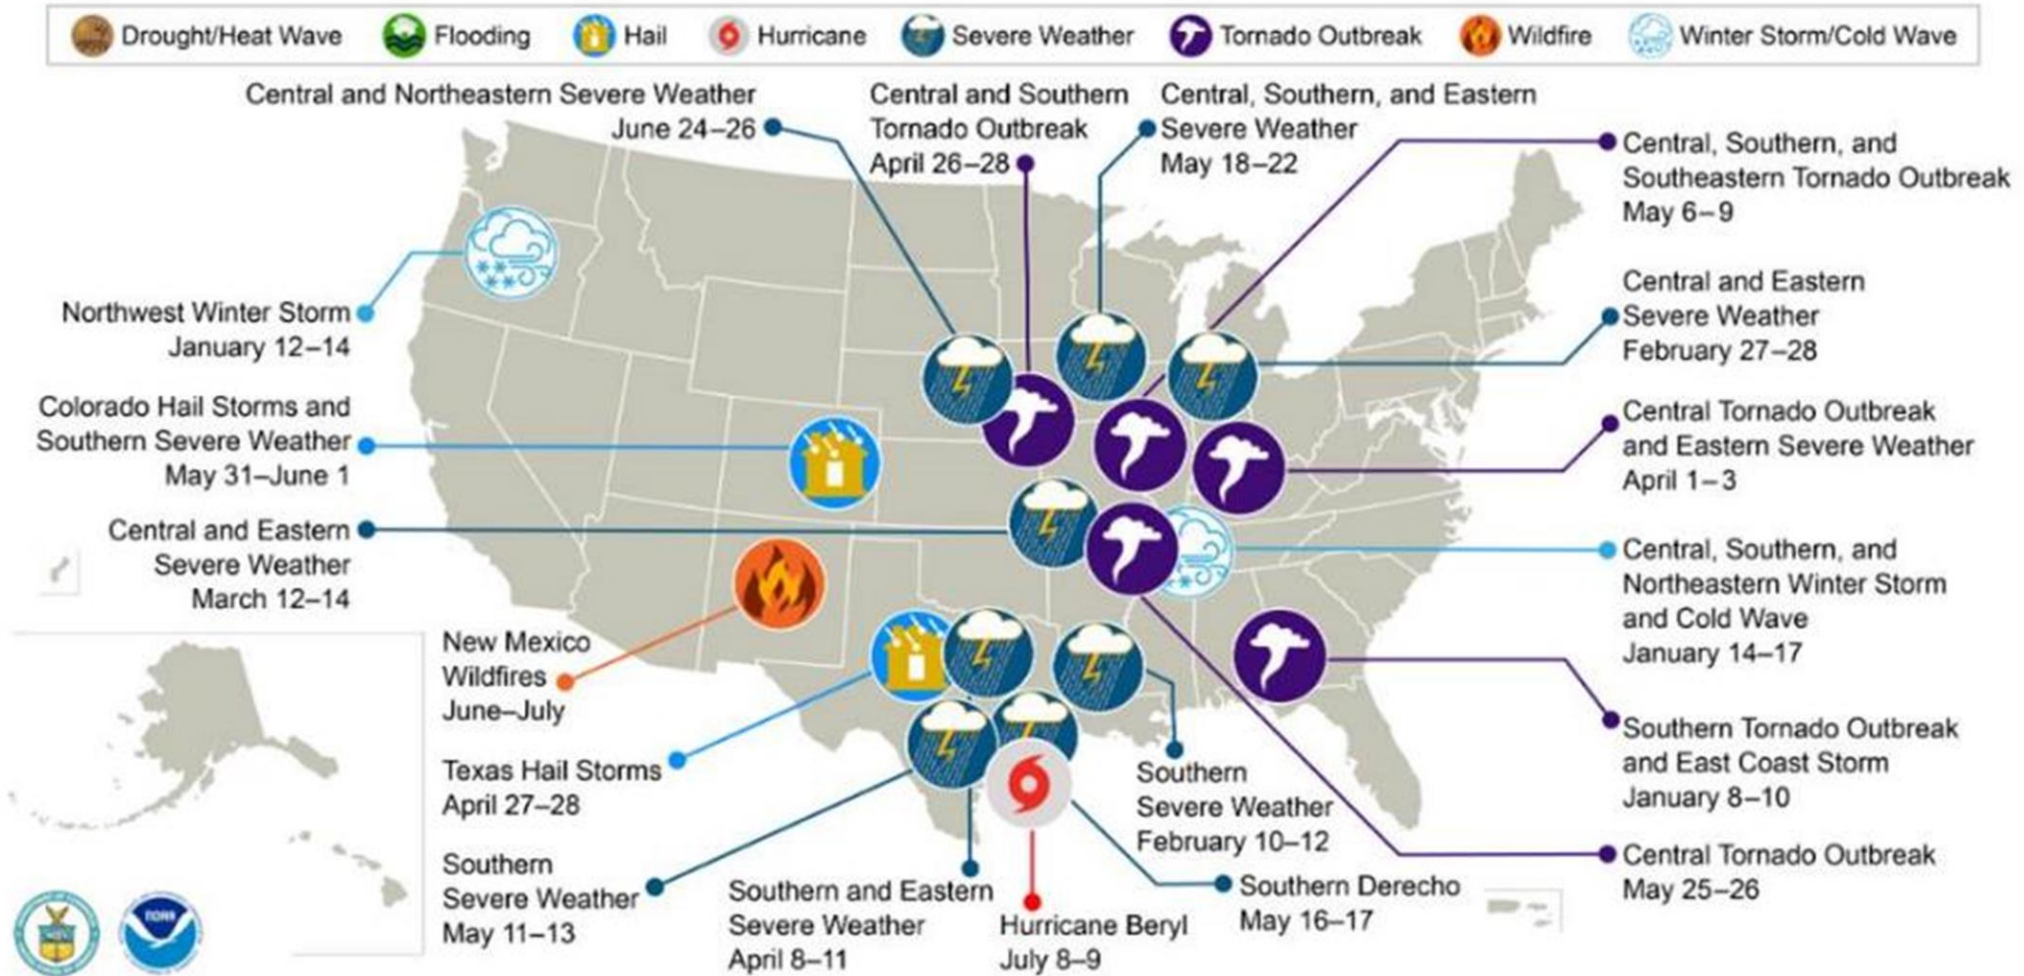 Drought/Heat Wave
Flooding
Hail
Hurricane
Severe Weather
Tornado Outbreak
Wildfire
Winter Storm/Cold Wave
Central and Northeastern Severe Weather
June 24–26
Central and Southern
Tornado Outbreak
April 26–28
Central, Southern, and Eastern
Severe Weather
May 18–22
Central, Southern, and
Southeastern Tornado Outbreak
May 6–9
Northwest Winter Storm
January 12–14
Central and Eastern
Severe Weather
February 27–28
Colorado Hail Storms and
Southern Severe Weather
May 31–June 1
Central Tornado Outbreak
and Eastern Severe Weather
April 1–3
Central and Eastern
Severe Weather
March 12–14
Central, Southern, and
Northeastern Winter Storm
and Cold Wave
January 14–17
New Mexico
Wildfires
June–July
Southern Tornado Outbreak
and East Coast Storm
January 8–10
Texas Hail Storms
April 27–28
Southern
Severe Weather
February 10–12
Central Tornado Outbreak
May 25–26
Southern
Severe Weather
May 11–13
Southern and Eastern
Severe Weather
April 8–11
Hurricane Beryl
July 8–9
Southern Derecho
May 16–17
NOAA